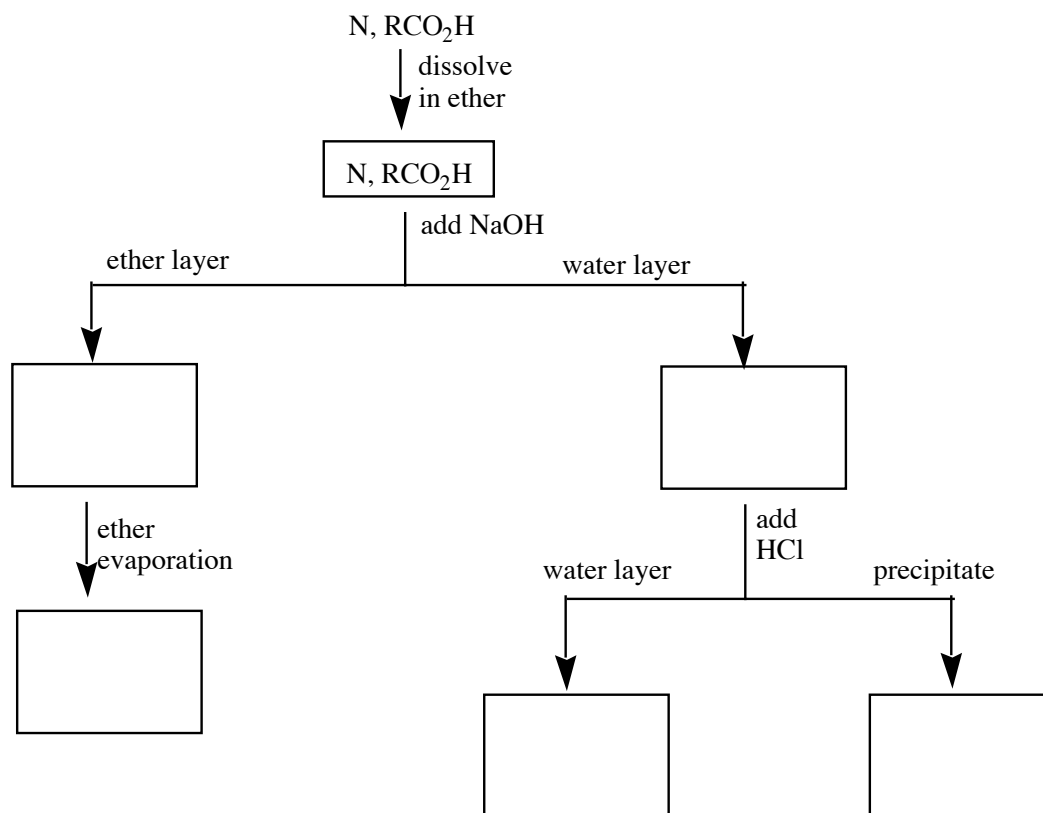 N, RCO₂H
dissolve
in ether
N, RCO₂H
add NaOH
ether layer
water layer
ether
evaporation
add
HCl
water layer
precipitate